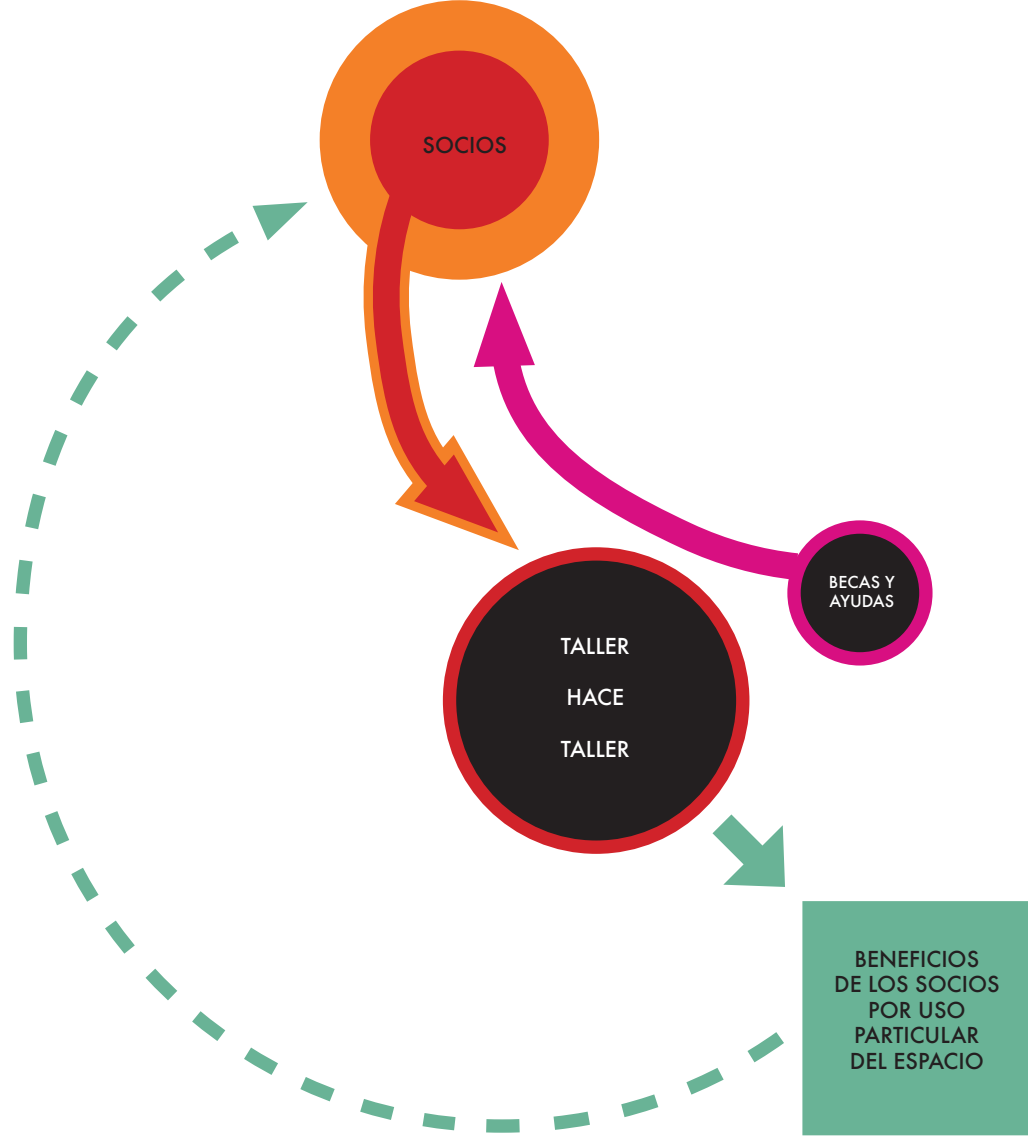 SOCIOS
BECAS Y
AYUDAS
TALLER
HACE
TALLER
BENEFICIOS
DE LOS SOCIOS
POR USO
PARTICULAR
DEL ESPACIO